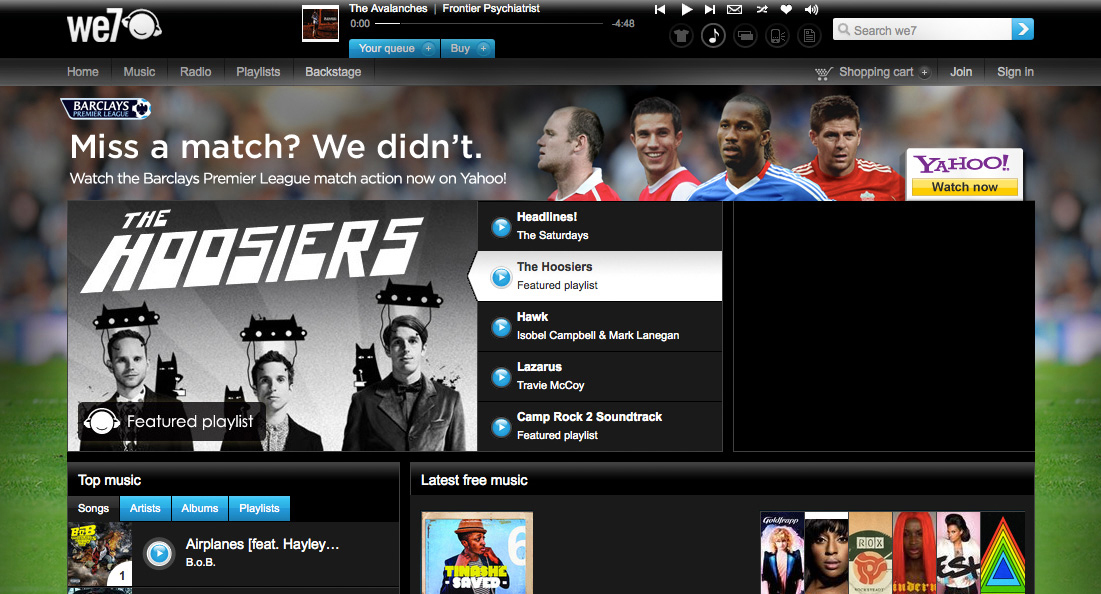 we7
The Avalanches | Frontier Psychiatrist
0:00
-4:48
Your queue +
Buy +
Search we7
Home
Music
Radio
Playlists
Backstage
Shopping cart +
Join
Sign in
BARCLAYS
PREMIER LEAGUE
Miss a match? We didn't.
Watch the Barclays Premier League match action now on Yahoo!
YAHOO!
Watch now
THE
HOOSIERS
Featured playlist
Headlines!
The Saturdays
The Hoosiers
Featured playlist
Hawk
Isobel Campbell & Mark Lanegan
Lazarus
Travie McCoy
Camp Rock 2 Soundtrack
Featured playlist
Top music
Songs
Artists
Albums
Playlists
B.o.B
1
Airplanes [feat. Hayley…
B.o.B.
Latest free music
6
TINASHE
SAVER
Goldfrapp
ROX